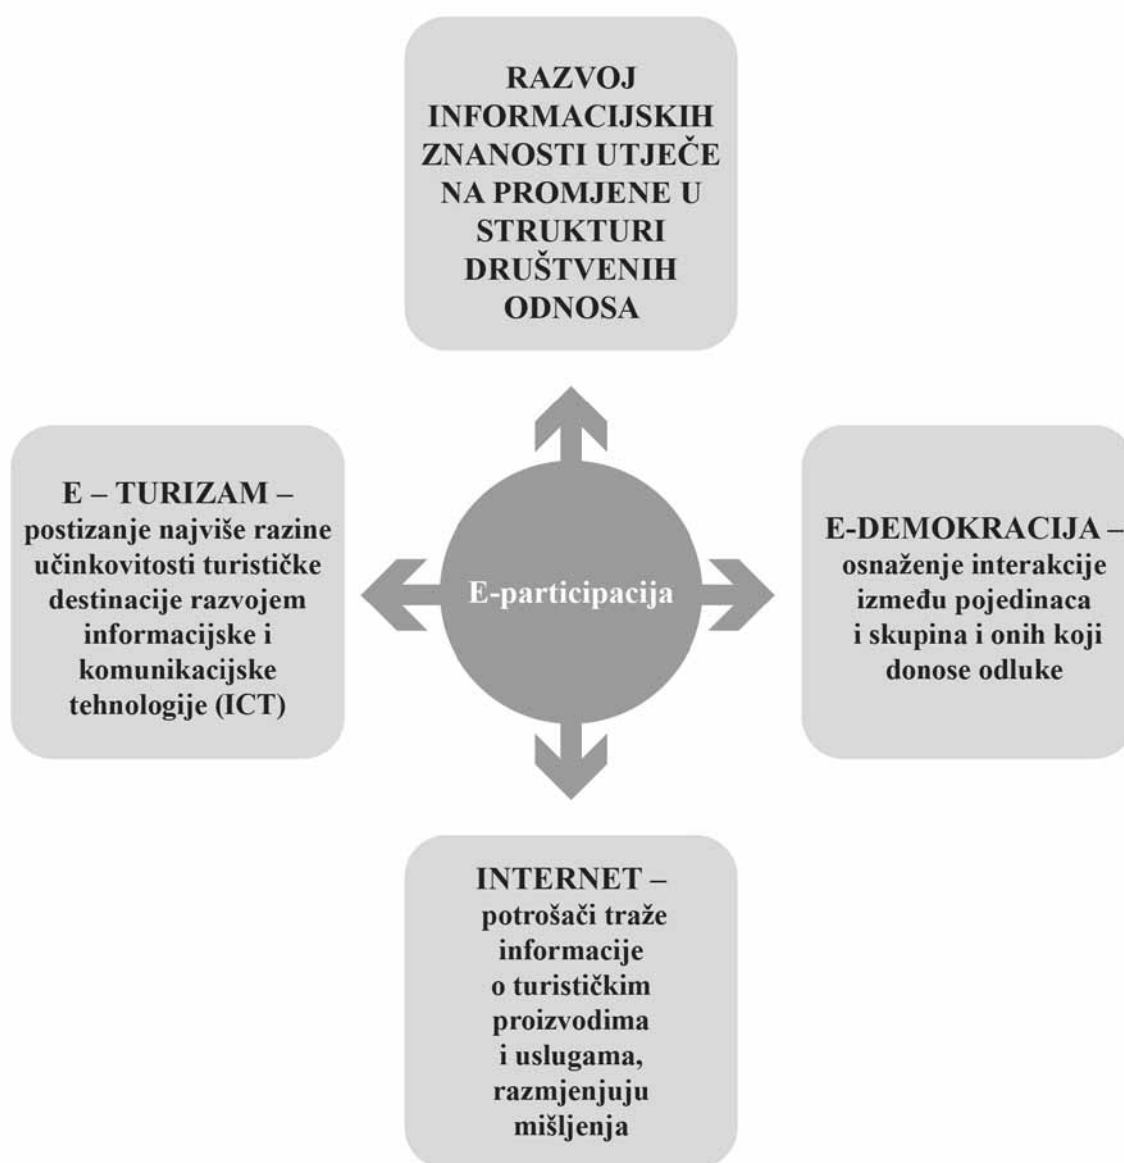 RAZVOJ
INFORMACIJSKIH
ZNANOSTI UTJEČE
NA PROMJENE U
STRUKTURI
DRUŠTVENIH
ODNOSA
E – TURIZAM –
postizanje najviše razine
učinkovitosti turističke
destinacije razvojem
informacijske i
komunikacijske
tehnologije (ICT)
E-participacija
E-DEMOKRACIJA –
osnaženje interakcije
između pojedinaca
i skupina i onih koji
donose odluke
INTERNET –
potrošači traže
informacije
o turističkim
proizvodima
i uslugama,
razmjenjuju
mišljenja